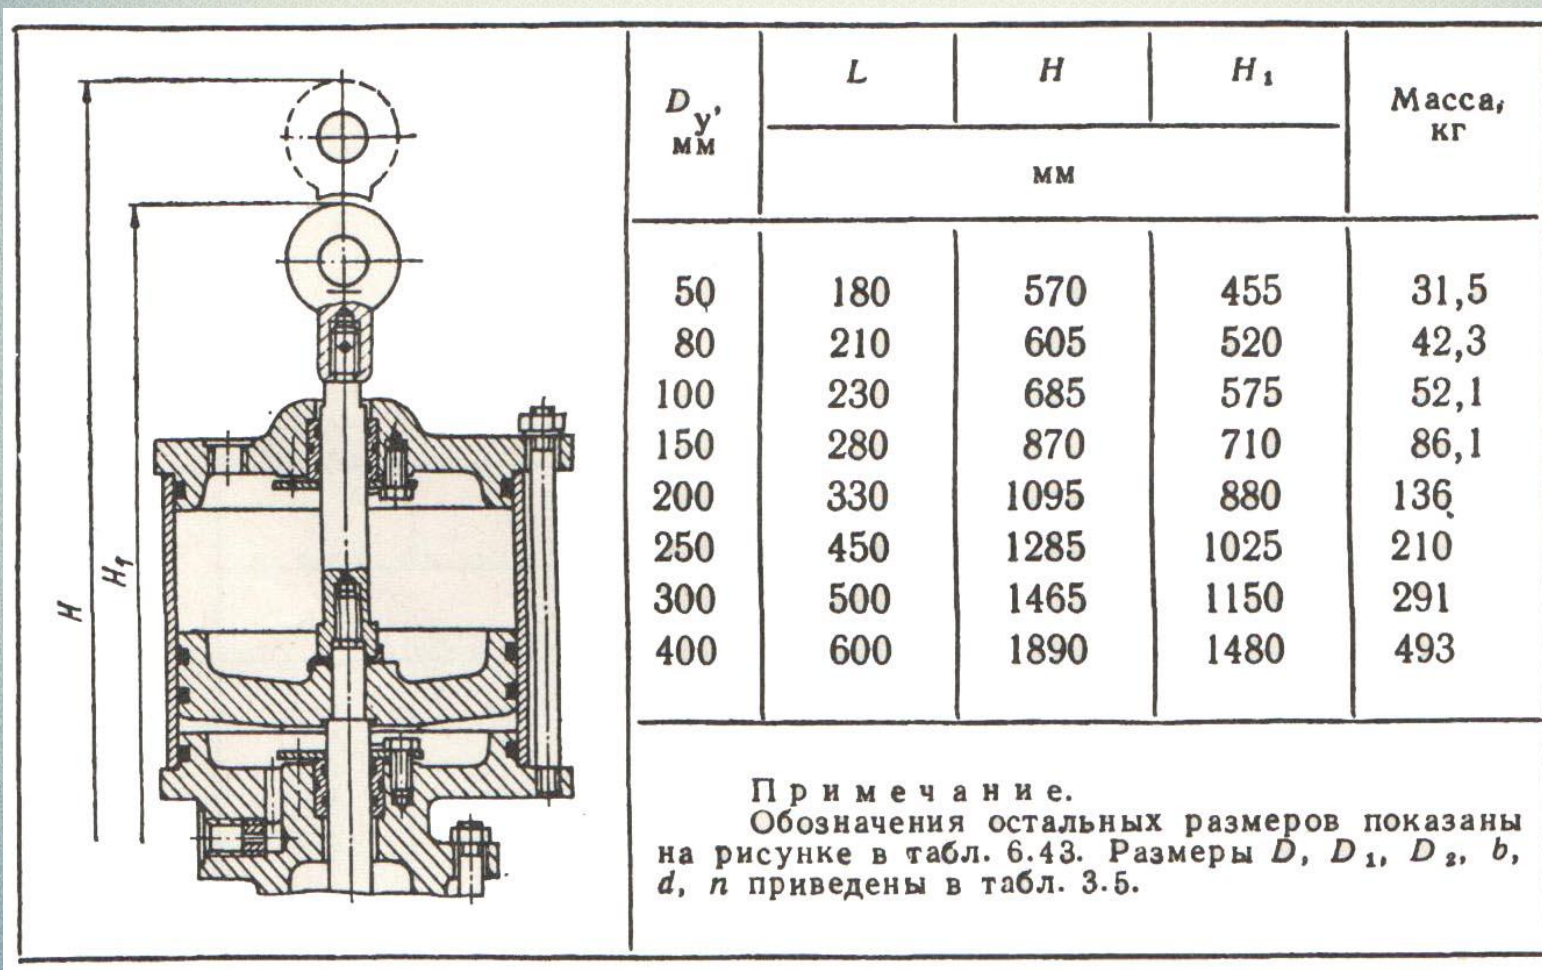 H
H₁
Dу, мм
L
H
H₁
Масса, кг
мм
50 180 570 455 31,5
80 210 605 520 42,3
100 230 685 575 52,1
150 280 870 710 86,1
200 330 1095 880 136
250 450 1285 1025 210
300 500 1465 1150 291
400 600 1890 1480 493
Примечание.
Обозначения остальных размеров показаны
на рисунке в табл. 6.43. Размеры D, D₁, D₂, b,
d, n приведены в табл. 3.5.